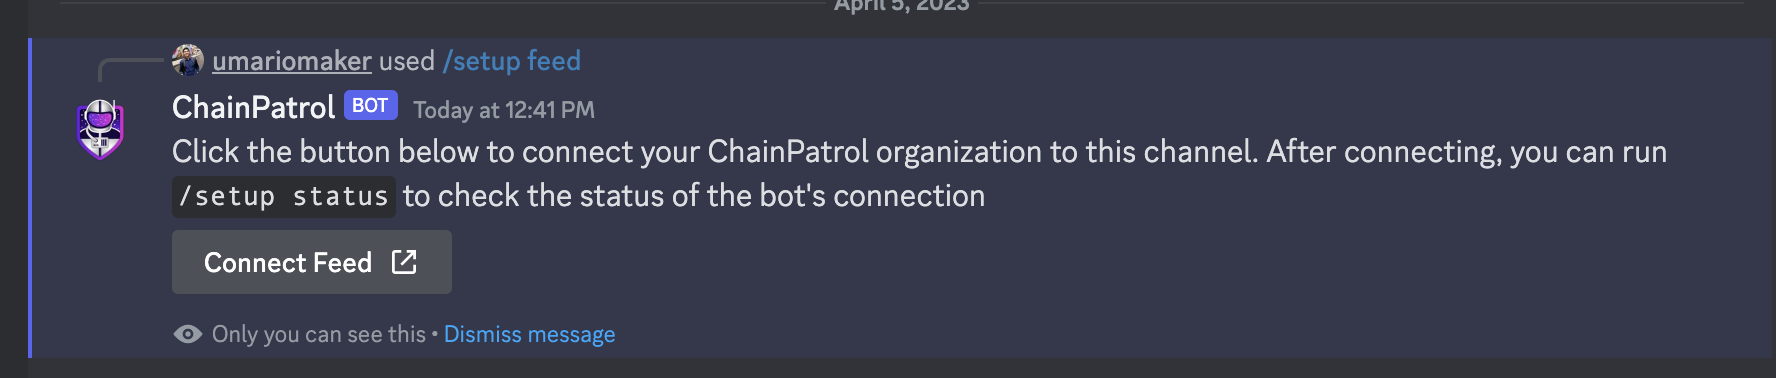 April 5, 2023
umariomaker used /setup feed
ChainPatrol BOT Today at 12:41 PM
Click the button below to connect your ChainPatrol organization to this channel. After connecting, you can run
/setup status to check the status of the bot's connection
Connect Feed
Only you can see this • Dismiss message